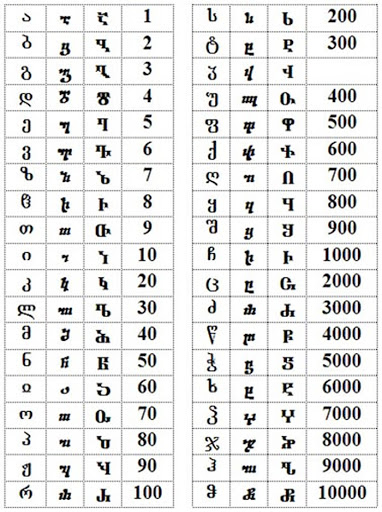 ა ⴀ Ⴀ 1
ბ ⴁ Ⴁ 2
გ ⴂ Ⴂ 3
დ ⴃ Ⴃ 4
ე ⴄ Ⴄ 5
ვ ⴅ Ⴅ 6
ზ ⴆ Ⴆ 7
ჱ ⴡ Ⴡ 8
თ ⴇ Ⴇ 9
ი ⴈ Ⴈ 10
კ ⴉ Ⴉ 20
ლ ⴊ Ⴊ 30
მ ⴋ Ⴋ 40
ნ ⴌ Ⴌ 50
ჲ ⴢ Ⴢ 60
ო ⴍ Ⴍ 70
პ ⴎ Ⴎ 80
ჟ ⴏ Ⴏ 90
რ ⴐ Ⴐ 100
ს ⴑ Ⴑ 200
ტ ⴒ Ⴒ 300
ჳ ⴣ Ⴣ
უ ⴓ Ⴓ 400
ფ ⴔ Ⴔ 500
ქ ⴕ Ⴕ 600
ღ ⴖ Ⴖ 700
ყ ⴗ Ⴗ 800
შ ⴘ Ⴘ 900
ჩ ⴙ Ⴙ 1000
ც ⴚ Ⴚ 2000
ძ ⴛ Ⴛ 3000
წ ⴜ Ⴜ 4000
ჭ ⴝ Ⴝ 5000
ხ ⴞ Ⴞ 6000
ჴ ⴤ Ⴤ 7000
ჯ ⴟ Ⴟ 8000
ჰ ⴠ Ⴠ 9000
ჵ ⴥ Ⴥ 10000